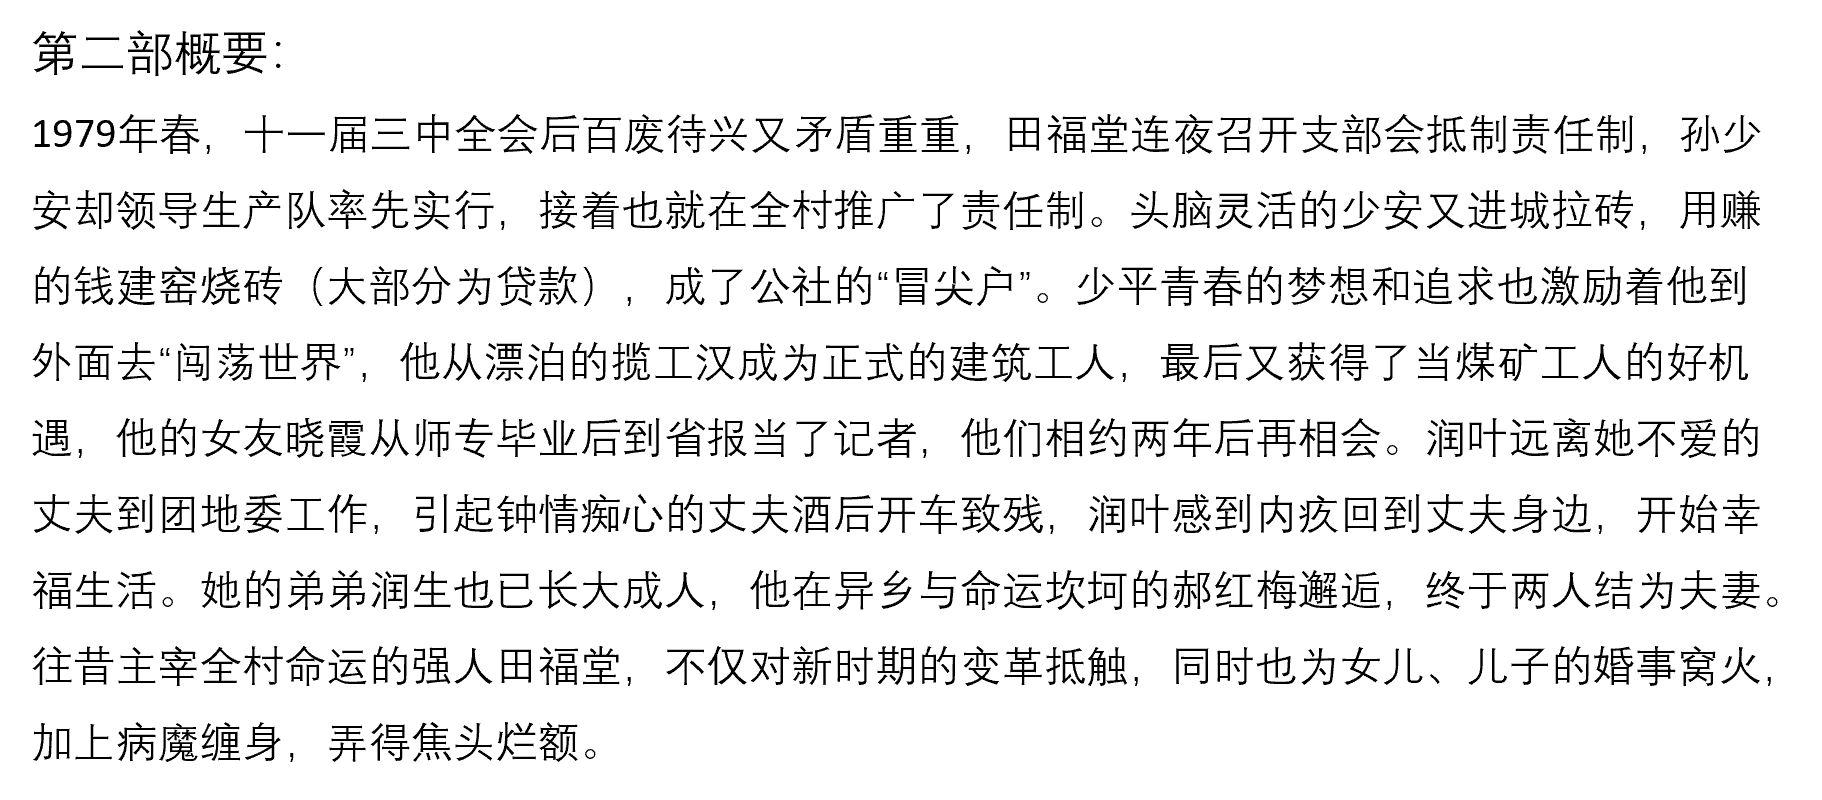 第二部概要：
1979年春，十一届三中全会后百废待兴又矛盾重重，田福堂连夜召开支部会抵制责任制，孙少
安却领导生产队率先实行，接着也就在全村推广了责任制。头脑灵活的少安又进城拉砖，用赚
的钱建窑烧砖（大部分为贷款），成了公社的“冒尖户”。少平青春的梦想和追求也激励着他到
外面去“闯荡世界”，他从漂泊的揽工汉成为正式的建筑工人，最后又获得了当煤矿工人的好机
遇，他的女友晓霞从师专毕业后到省报当了记者，他们相约两年后再相会。润叶远离她不爱的
丈夫到团地委工作，引起钟情痴心的丈夫酒后开车致残，润叶感到内疚回到丈夫身边，开始幸
福生活。她的弟弟润生也已长大成人，他在异乡与命运坎坷的郝红梅邂逅，终于两人结为夫妻。
往昔主宰全村命运的强人田福堂，不仅对新时期的变革抵触，同时也为女儿、儿子的婚事窝火，
加上病魔缠身，弄得焦头烂额。